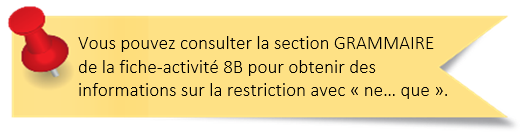 Vous pouvez consulter la section GRAMMAIRE
de la fiche-activité 8B pour obtenir des
informations sur la restriction avec « ne… que ».